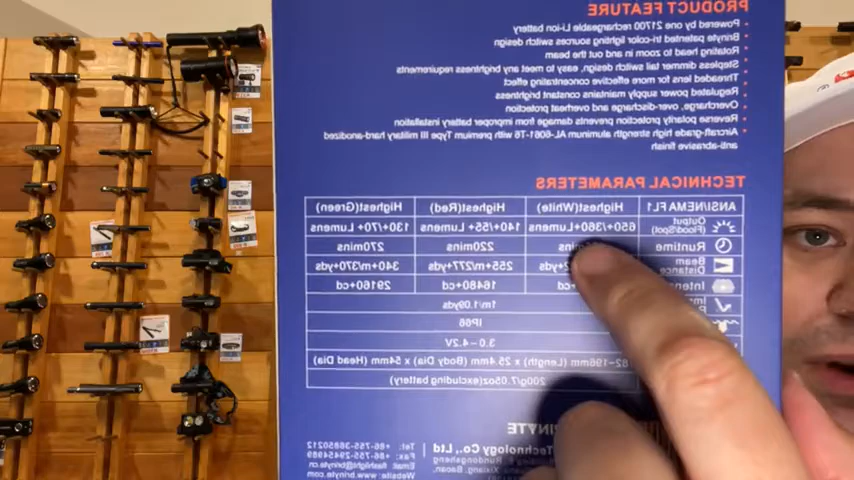 PRODUCT FEATURE
• Powered by one 21700 rechargeable Li-ion battery
• Brinyte patented tri-color lighting sources switch design
• Rotating head to zoom in and out the beam
• Stepless dimmer tail switch design, easy to meet any brightness requirements
• Threaded lens for more effective concentrating effect
• Regulated power supply maintains constant brightness
• Overcharge, over-discharge and overheat protection
• Reverse polarity protection prevents damage from improper battery installation
• Aircraft-grade high strength aluminum AL-6061-T6 with premium Type III military hard-anodized
anti-abrasive finish
TECHNICAL PARAMETERS
ANSI/NEMA FL1 Highest(White) Highest(Red) Highest(Green)
Output (Flood/Spot) 650+/360+Lumens 140+/55+ Lumens 130+/70+ Lumens
Runtime 220mins 270mins
Beam Distance 255+m/277+yds 340+m/370+yds
+cd 16480+cd 29160+cd
1m/1.09yds
IP66
3.0-4.2V
-196mm (Length) x 25.4mm (Body Dia) x 54mm (Head Dia)
200g/7.05oz(excluding battery)
BRINYTE
Technology Co., Ltd.
Tel: +86-755-36850212
Fax: +86-755-29454989
Email: flashlight@brinyte.cn
Website: www.brinyte.com